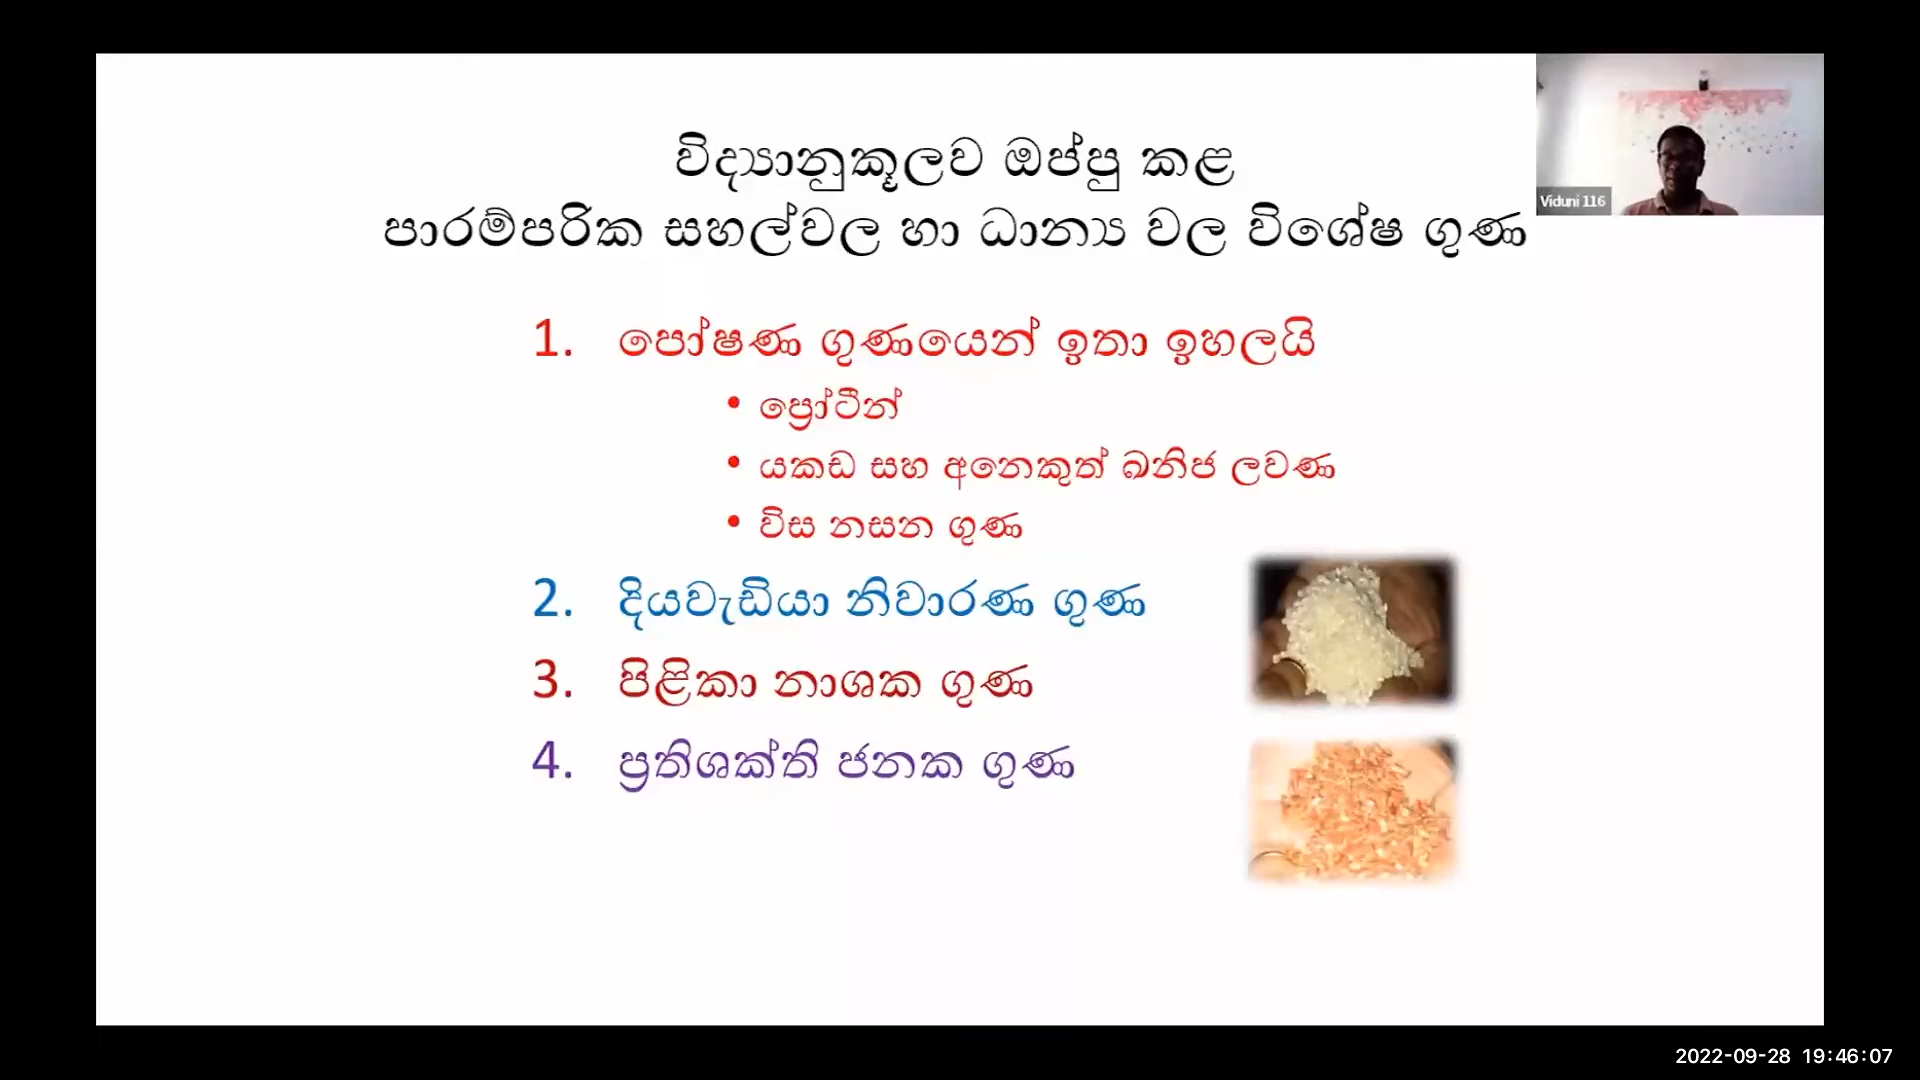 විද්‍යානුකූලව ඔප්පු කළ
පාරම්පරික සහල්වල හා ධාන්‍ය වල විශේෂ ගුණ
Viduni 116
1. පෝෂණ ගුණයෙන් ඉතා ඉහලයි
• ප්‍රෝටීන්
• යකඩ සහ අනෙකුත් ඛනිජ ලවණ
• විස නසන ගුණ
2. දියවැඩියා නිවාරණ ගුණ
3. පිළිකා නාශක ගුණ
4. ප්‍රතිශක්ති ජනක ගුණ
2022-09-28 19:46:07